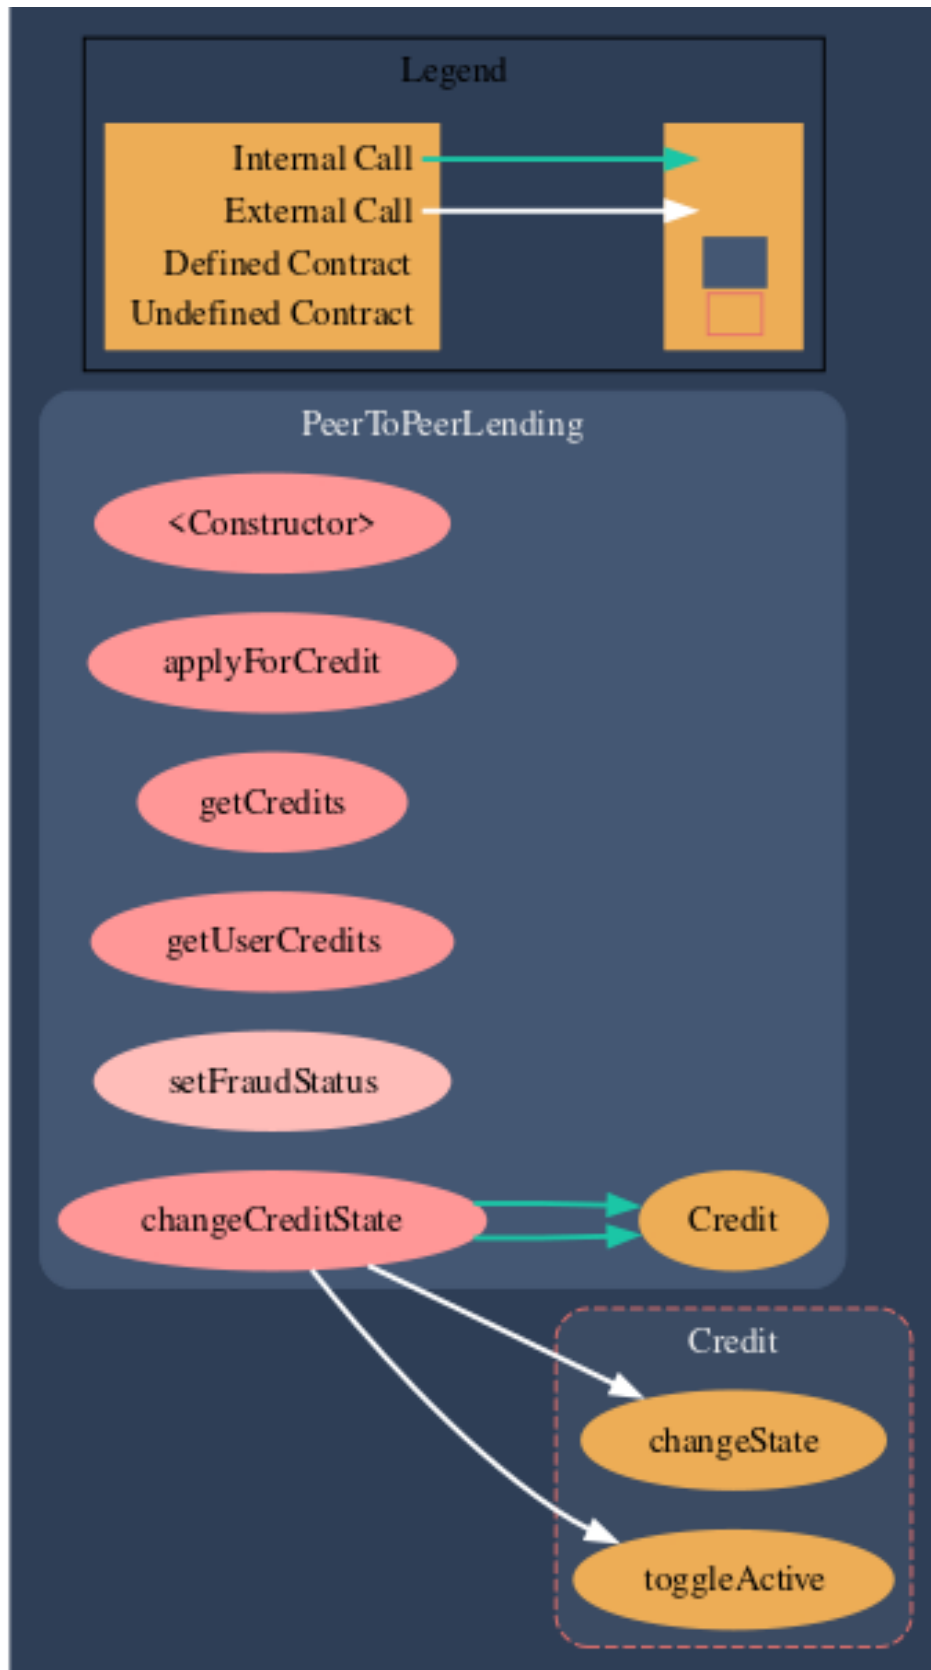 Legend
Internal Call
External Call
Defined Contract
Undefined Contract
PeerToPeerLending
<Constructor>
applyForCredit
getCredits
getUserCredits
setFraudStatus
changeCreditState
Credit
Credit
changeState
toggleActive